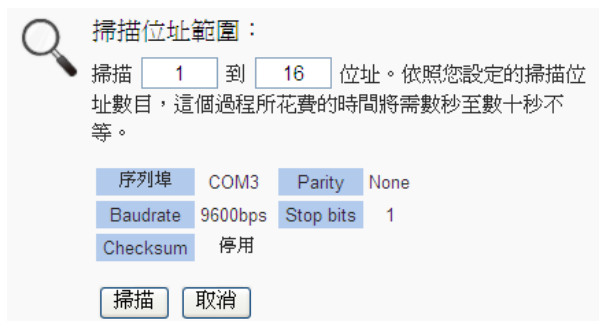 掃描位址範圍：
掃描 1 到 16 位址。依照您設定的掃描位
址數目，這個過程所花費的時間將需數秒至數十秒不
等。
序列埠 COM3 Parity None
Baudrate 9600bps Stop bits 1
Checksum 停用
掃描 取消